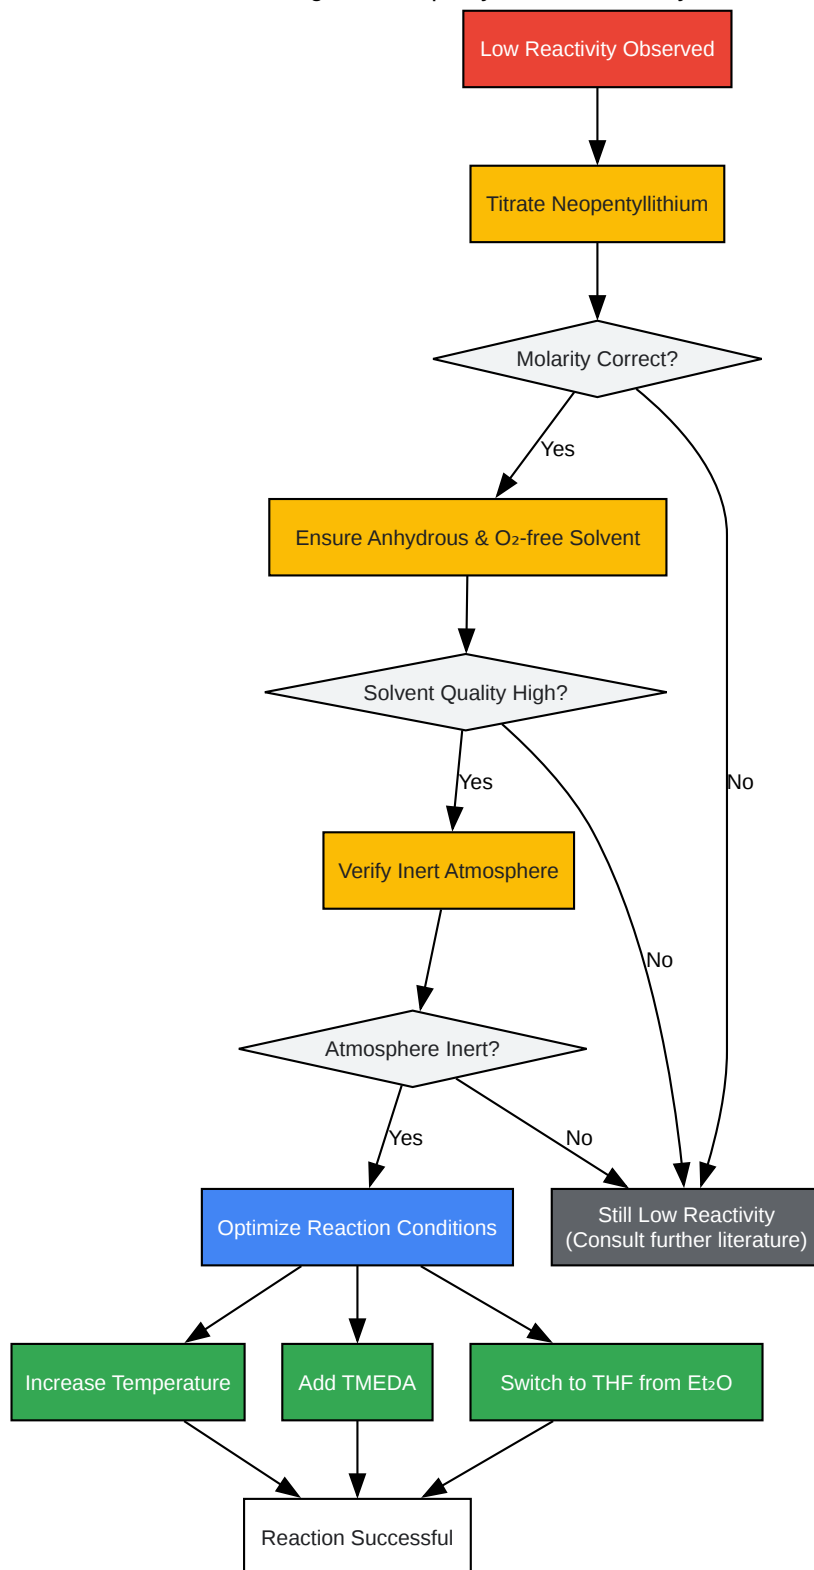 Low Reactivity Observed
Titrate Neopentyllithium
Molarity Correct?
Yes
Ensure Anhydrous & O₂-free Solvent
Solvent Quality High?
Yes
No
Verify Inert Atmosphere
No
Atmosphere Inert?
Yes
No
Optimize Reaction Conditions
Still Low Reactivity
(Consult further literature)
Increase Temperature
Add TMEDA
Switch to THF from Et₂O
Reaction Successful